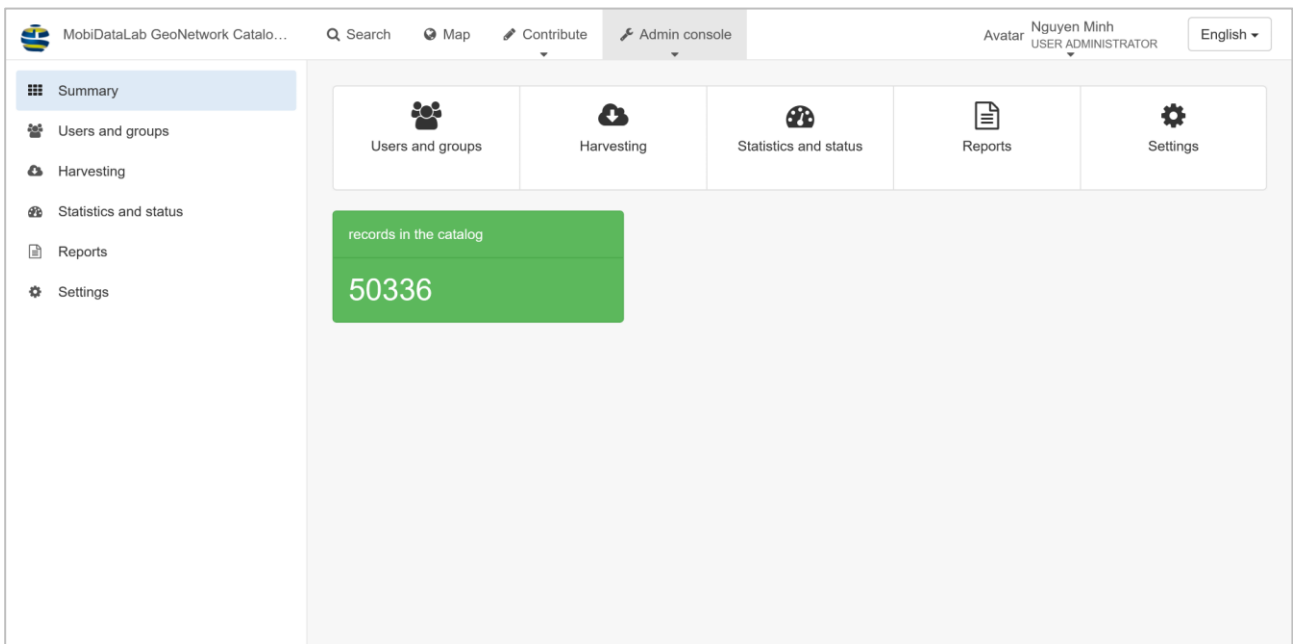 MobiDataLab GeoNetwork Catalo...
Search
Map
Contribute
Admin console
Avatar
Nguyen Minh
USER ADMINISTRATOR
English
Summary
Users and groups
Harvesting
Statistics and status
Reports
Settings
Users and groups
Harvesting
Statistics and status
Reports
Settings
records in the catalog
50336